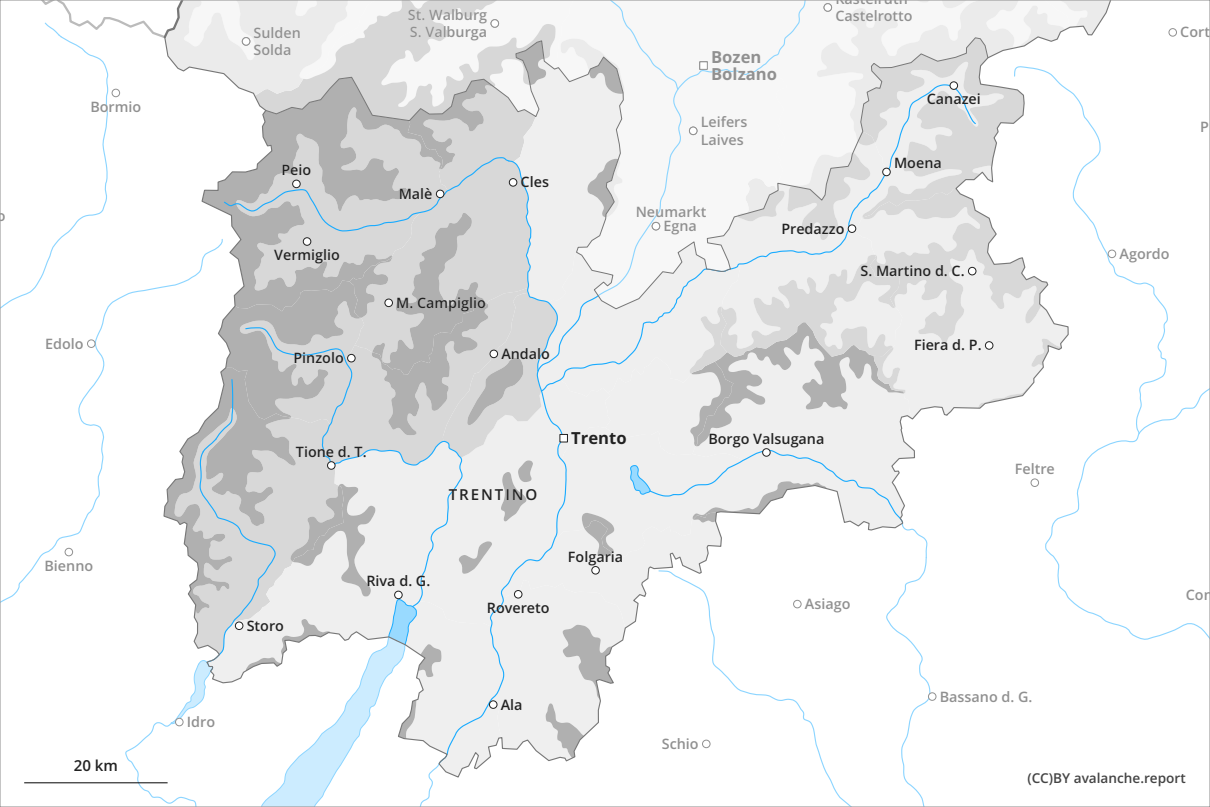 Kastelruth
Castelrotto
St. Walburg
S. Valburga
Sulden
Solda
Cort
Bozen
Bolzano
Bormio
Canazei
Leifers
Laives
P
Moena
Peio
Malè
Cles
Neumarkt
Egna
Predazzo
Vermiglio
Agordo
S. Martino d. C.
M. Campiglio
Edolo
Pinzolo
Andalo
Fiera d. P.
Trento
Borgo Valsugana
Tione d. T.
Feltre
TRENTINO
Bienno
Folgaria
Riva d. G.
Rovereto
Asiago
Cor
Storo
Bassano d. G.
Ala
Idro
Schio
20 km
(CC)BY avalanche.report